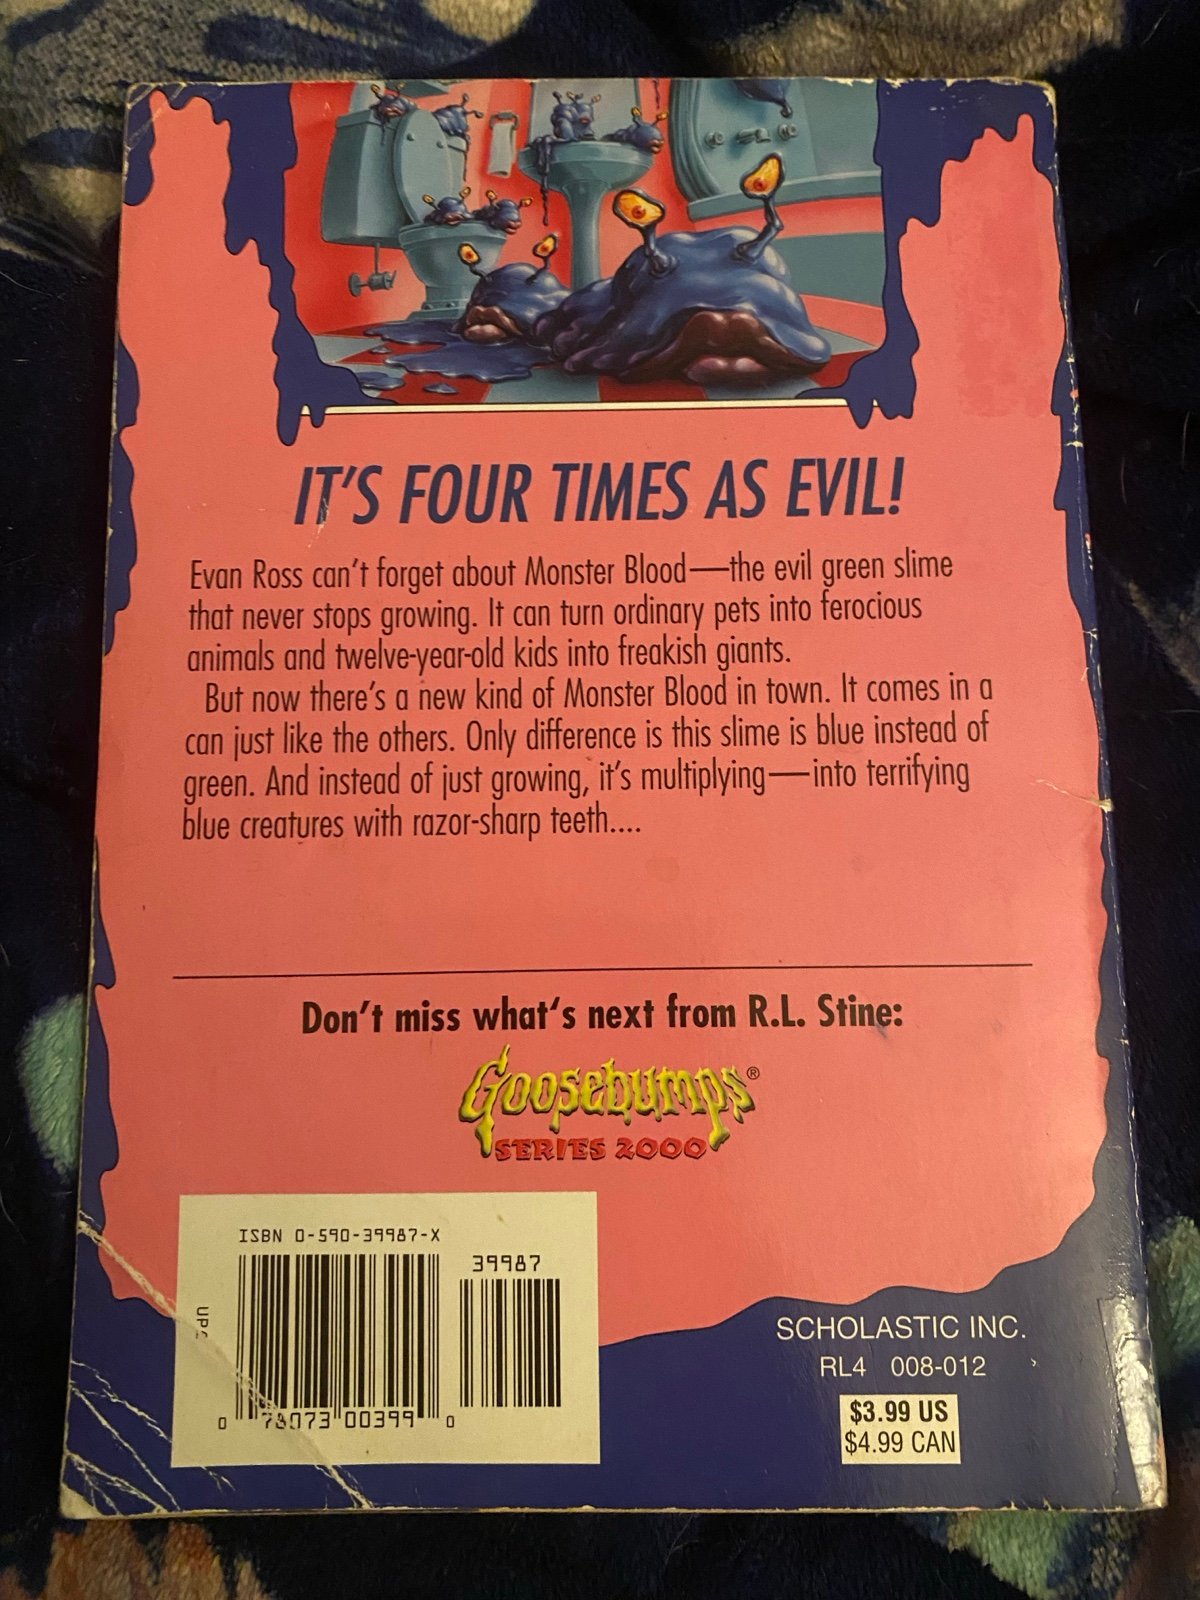 IT'S FOUR TIMES AS EVIL!
Evan Ross can't forget about Monster Blood—the evil green slime
that never stops growing. It can turn ordinary pets into ferocious
animals and twelve-year-old kids into freakish giants.
But now there's a new kind of Monster Blood in town. It comes in a
can just like the others. Only difference is this slime is blue instead of
green. And instead of just growing, it's multiplying—into terrifying
blue creatures with razor-sharp teeth....
Don't miss what's next from R.L. Stine:
Goosebumps®
SERIES 2000
ISBN 0-590-39987-X
39987
0 78073 00399 0
SCHOLASTIC INC.
RL4 008-012
$3.99 US
$4.99 CAN